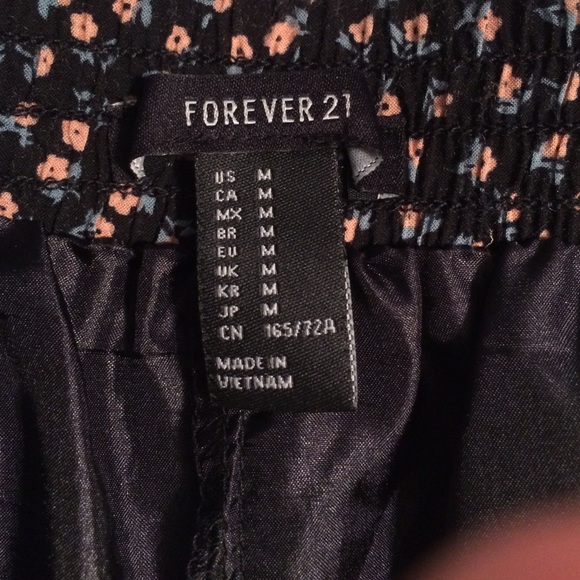 FOREVER 21
US M
CA M
MX M
BR M
EU M
UK M
KR M
JP M
CN 165/72A
MADE IN
VIETNAM